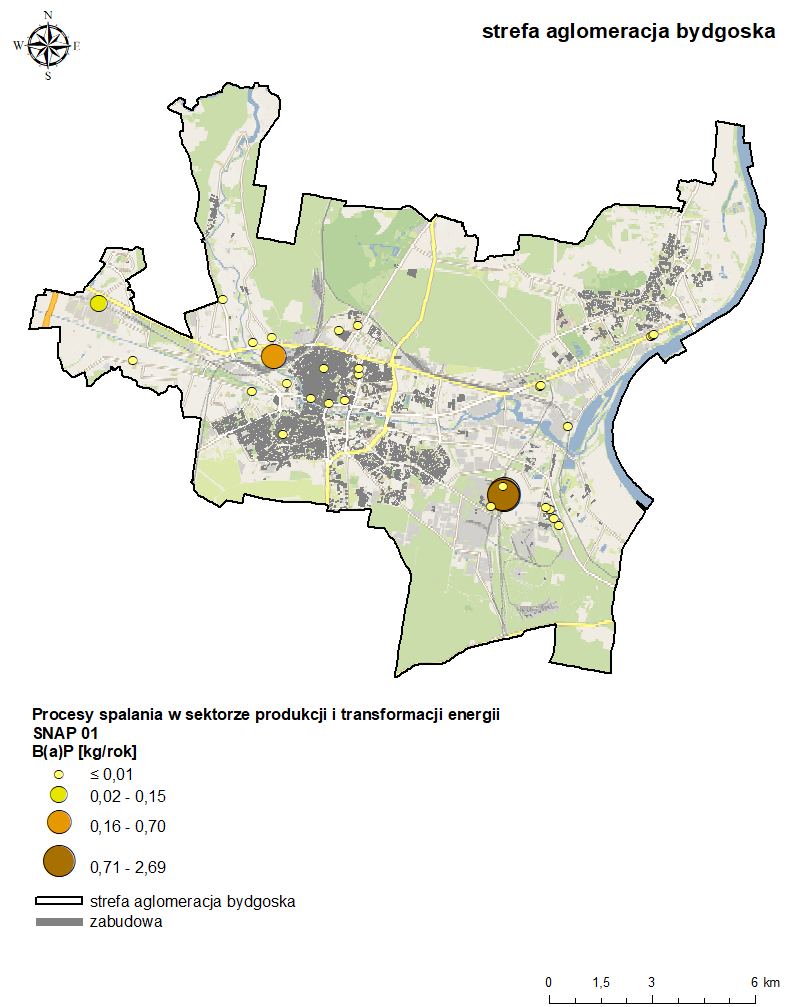 N
strefa aglomeracja bydgoska
W E
S
Procesy spalania w sektorze produkcji i transformacji energii
SNAP 01
B(a)P [kg/rok]
≤ 0,01
0,02 - 0,15
0,16 - 0,70
0,71 - 2,69
strefa aglomeracja bydgoska
zabudowa
0 1,5 3 6 km